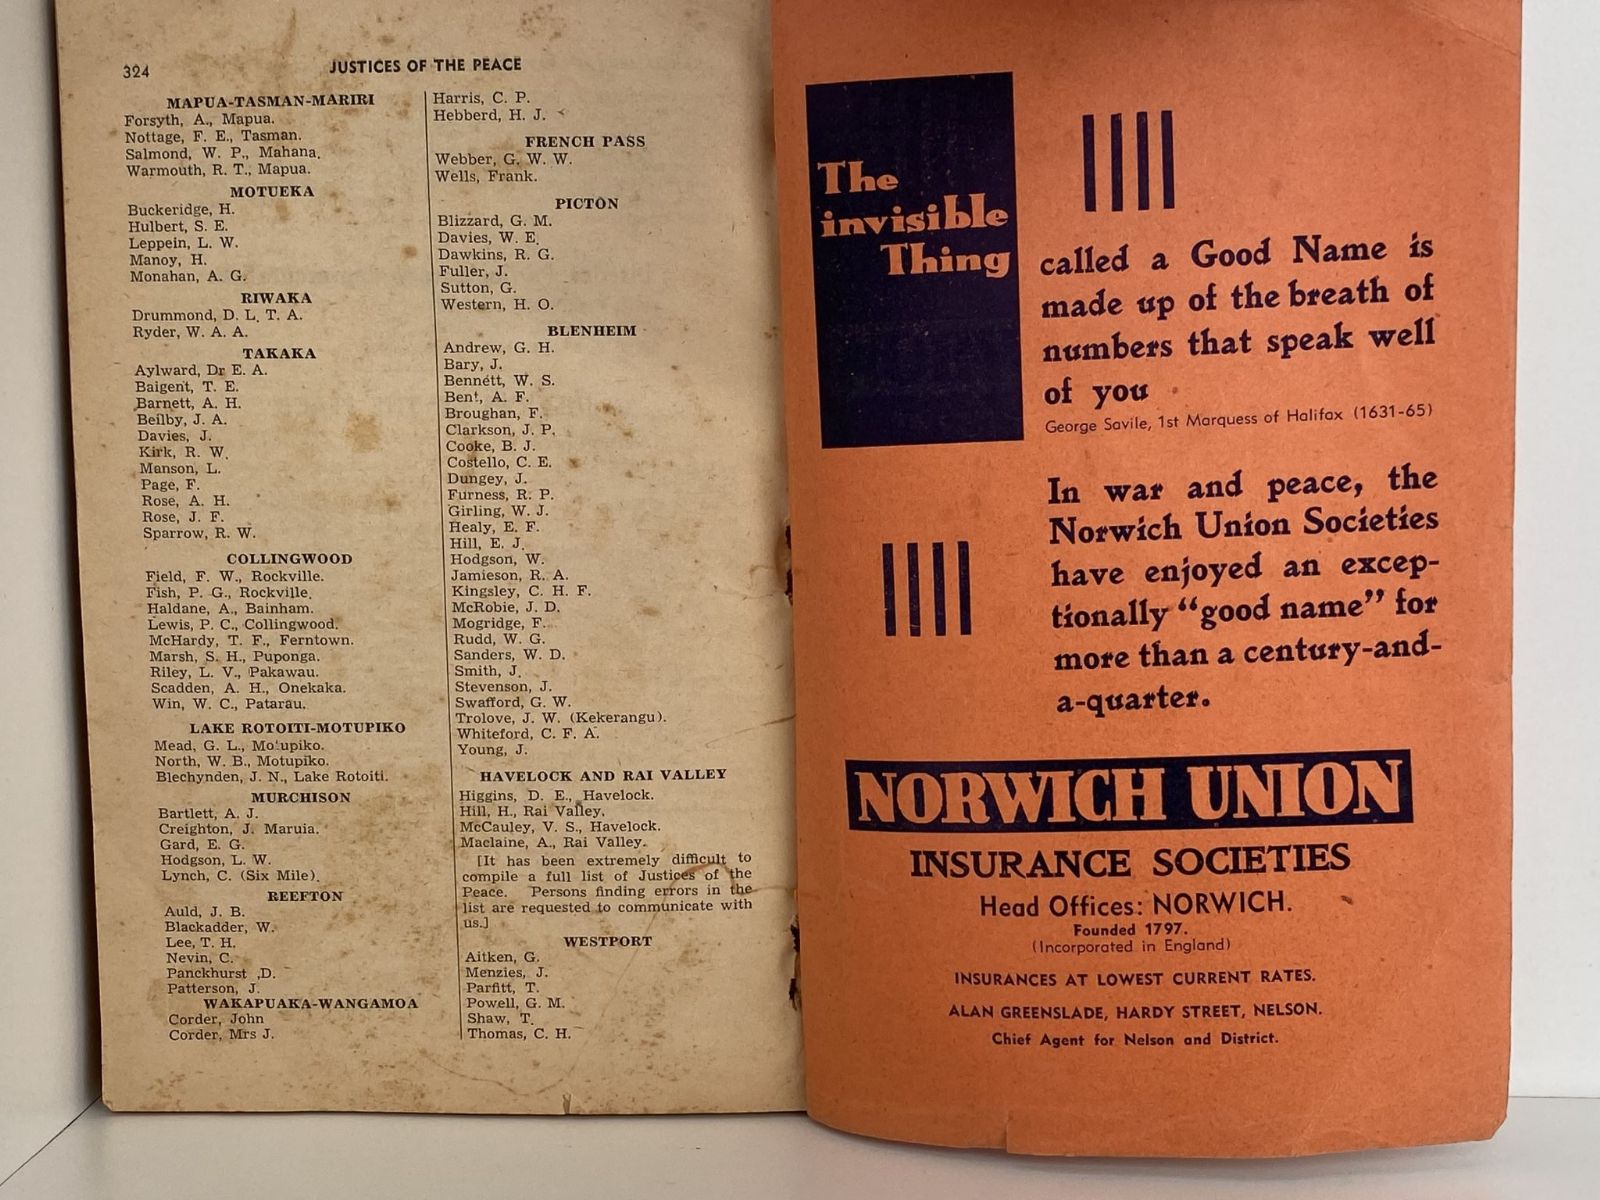 324
JUSTICES OF THE PEACE
MAPUA-TASMAN-MARIRI
Forsyth, A., Mapua.
Nottage, F. E., Tasman.
Salmond, W. P., Mahana.
Warmouth, R. T., Mapua.
MOTUEKA
Buckeridge, H.
Hulbert, S. E.
Leppein, L. W.
Manoy, H.
Monahan, A. G.
RIWAKA
Drummond, D. L. T. A.
Ryder, W. A. A.
TAKAKA
Aylward, Dr E. A.
Baigent, T. E.
Barnett, A. H.
Beilby, J. A.
Davies, J.
Kirk, R. W.
Manson, L.
Page, F.
Rose, A. H.
Rose, J. F.
Sparrow, R. W.
COLLINGWOOD
Field, F. W., Rockville.
Fish, P. G., Rockville.
Haldane, A., Bainham.
Lewis, P. C., Collingwood.
McHardy, T. F., Ferntown.
Marsh, S. H., Puponga.
Riley, L. V., Pakawau.
Scadden, A. H., Onekaka.
Win, W. C., Patarau.
LAKE ROTOITI-MOTUPIKO
Mead, G. L., Motupiko.
North, W. B., Motupiko.
Blechynden, J. N., Lake Rotoiti.
MURCHISON
Bartlett, A. J.
Creighton, J. Maruia.
Gard, E. G.
Hodgson, L. W.
Lynch, C. (Six Mile).
REEFTON
Auld, J. B.
Blackadder, W.
Lee, T. H.
Nevin, C.
Panckhurst ,D.
Patterson, J.
WAKAPUAKA-WANGAMOA
Corder, John
Corder, Mrs J.
Harris, C. P.
Hebberd, H. J.
FRENCH PASS
Webber, G. W. W.
Wells, Frank.
PICTON
Blizzard, G. M.
Davies, W. E.
Dawkins, R. G.
Fuller, J.
Sutton, G.
Western, H. O.
BLENHEIM
Andrew, G. H.
Bary, J.
Bennett, W. S.
Bent, A. F.
Broughan, F.
Clarkson, J. P.
Cooke, B. J.
Costello, C. E.
Dungey, J.
Furness, R. P.
Girling, W. J.
Healy, E. F.
Hill, E. J.
Hodgson, W.
Jamieson, R. A.
Kingsley, C. H. F.
McRobie, J. D.
Mogridge, F.
Rudd, W. G.
Sanders, W. D.
Smith, J.
Stevenson, J.
Swafford, G. W.
Trolove, J. W. (Kekerangu).
Whiteford, C. F. A.
Young, J.
HAVELOCK AND RAI VALLEY
Higgins, D. E., Havelock.
Hill, H., Rai Valley.
McCauley, V. S., Havelock.
Maclaine, A., Rai Valley.
[It has been extremely difficult to
compile a full list of Justices of the
Peace. Persons finding errors in the
list are requested to communicate with
us.]
WESTPORT
Aitken, G.
Menzies, J.
Parfitt, T.
Powell, G. M.
Shaw, T.
Thomas, C. H.
The
invisible
Thing
called a Good Name is
made up of the breath of
numbers that speak well
of you
George Savile, 1st Marquess of Halifax (1631-65)
In war and peace, the
Norwich Union Societies
have enjoyed an excep-
tionally "good name" for
more than a century-and-
a-quarter.
NORWICH UNION
INSURANCE SOCIETIES
Head Offices: NORWICH.
Founded 1797.
(Incorporated in England)
INSURANCES AT LOWEST CURRENT RATES.
ALAN GREENSLADE, HARDY STREET, NELSON.
Chief Agent for Nelson and District.